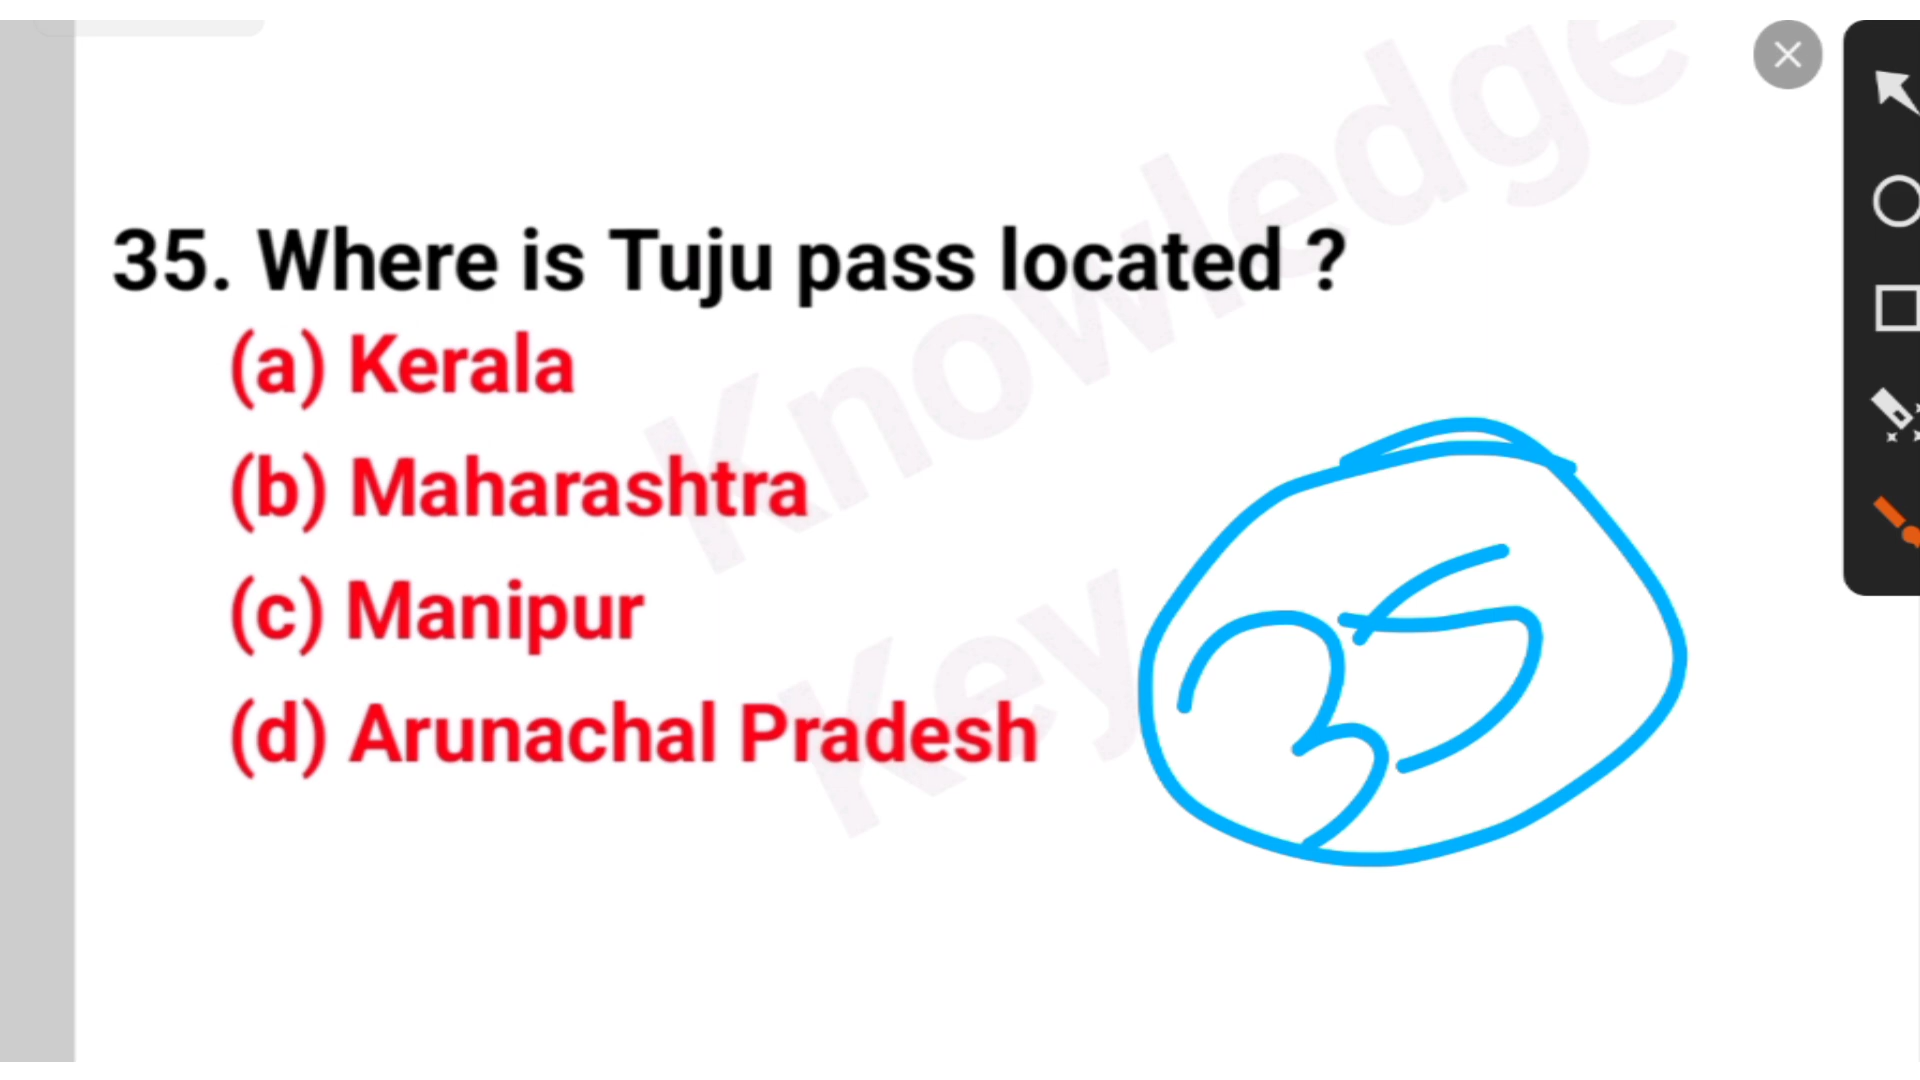 35. Where is Tuju pass located ?
(a) Kerala
(b) Maharashtra
(c) Manipur
(d) Arunachal Pradesh
35
Key Knowledge